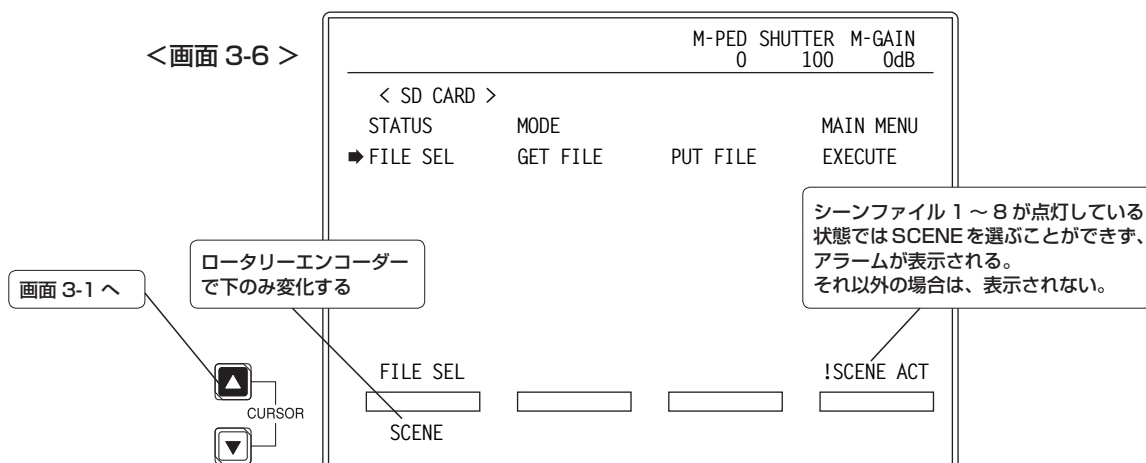 ＜画面 3-6 ＞
M-PED SHUTTER M-GAIN
0 100 0dB
< SD CARD >
STATUS MODE MAIN MENU
➡FILE SEL GET FILE PUT FILE EXECUTE
シーンファイル 1 ～ 8 が点灯している
状態ではSCENEを選ぶことができず、
アラームが表示される。
それ以外の場合は、表示されない。
ロータリーエンコーダー
で下のみ変化する
画面 3-1 へ
FILE SEL !SCENE ACT
CURSOR
SCENE